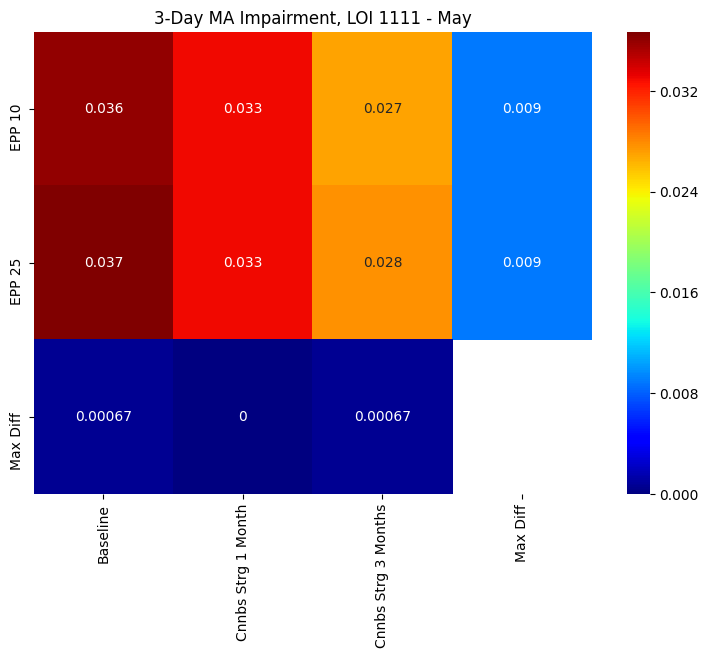 3-Day MA Impairment, LOI 1111 - May
EPP 10
0.036 0.033 0.027 0.009
EPP 25
0.037 0.033 0.028 0.009
Max Diff
0.00067 0 0.00067
Baseline
Cnnbs Strg 1 Month
Cnnbs Strg 3 Months
Max Diff
0.032
0.024
0.016
0.008
0.000